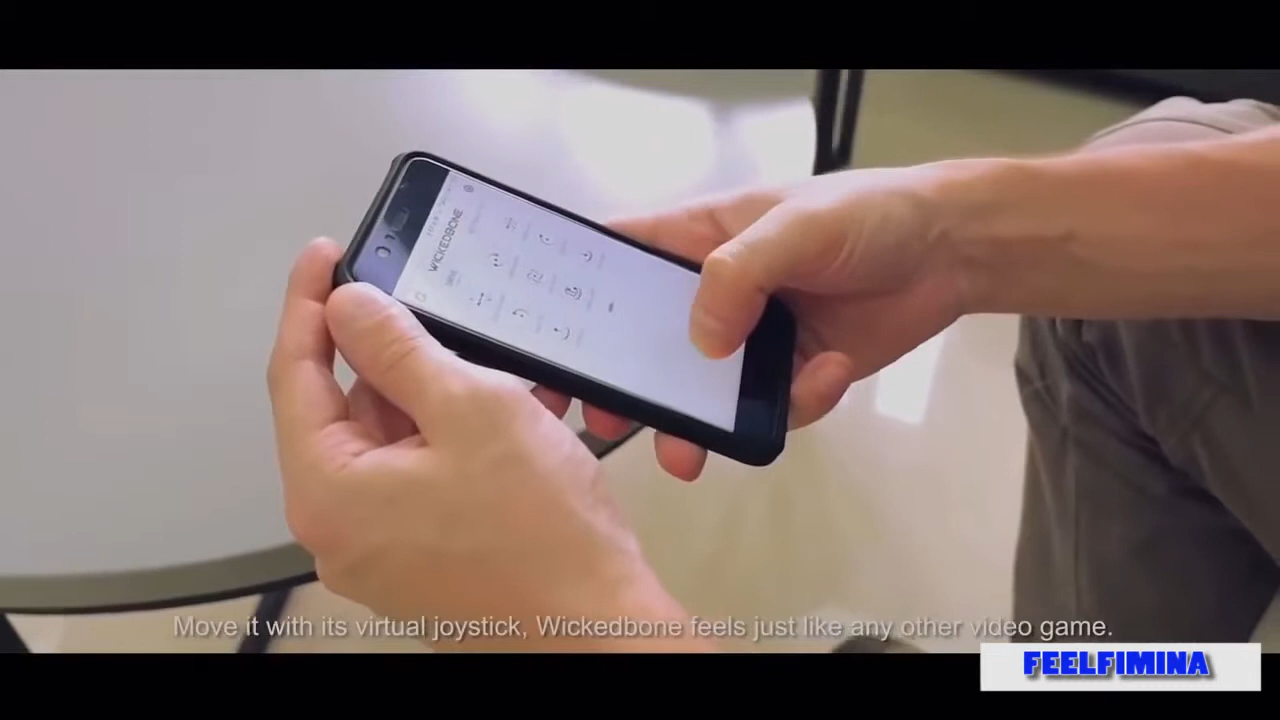 WICKEDBONE
Move it with its virtual joystick, Wickedbone feels just like any other video game.
FEELFIMINA